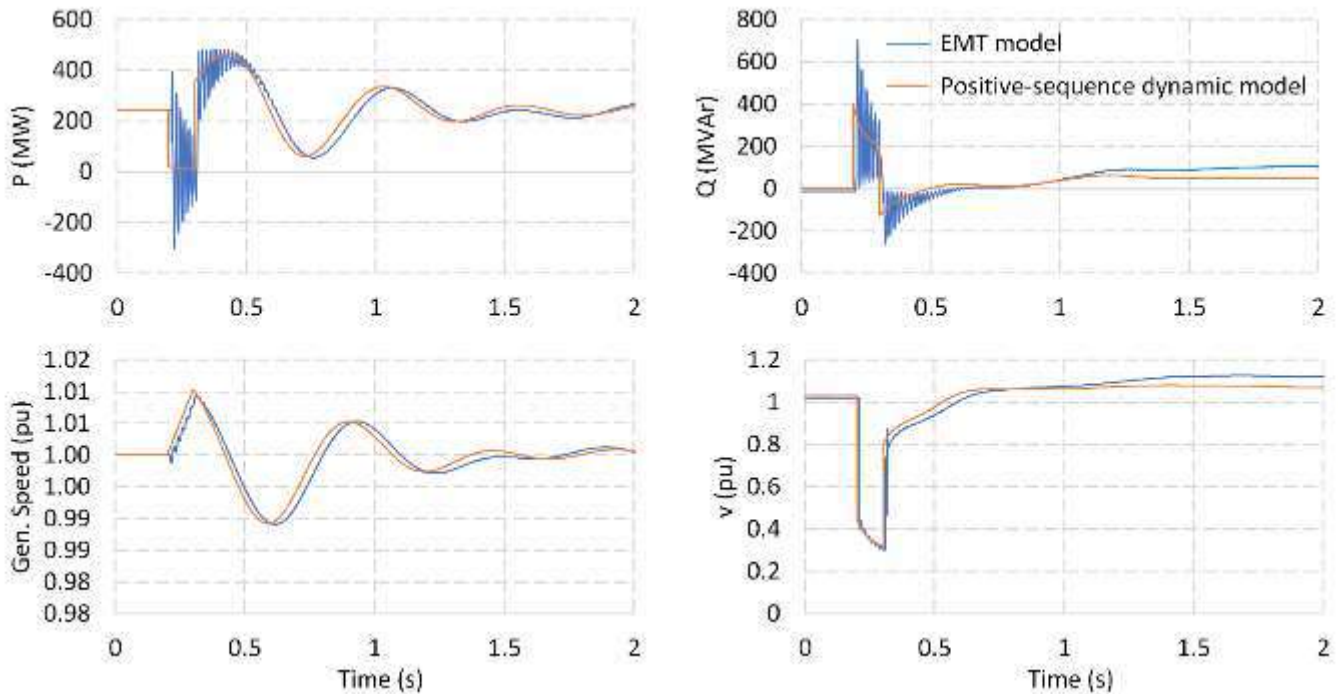 P (MW)
600
400
200
0
-200
-400
0 0.5 1 1.5 2
Q (MVAr)
800
600
400
200
0
-200
-400
0 0.5 1 1.5 2
EMT model
Positive-sequence dynamic model
Gen. Speed (pu)
1.02
1.01
1.01
1.00
1.00
0.99
0.99
0.98
0.98
0 0.5 1 1.5 2
Time (s)
v (pu)
1.2
1
0.8
0.6
0.4
0.2
0
0 0.5 1 1.5 2
Time (s)